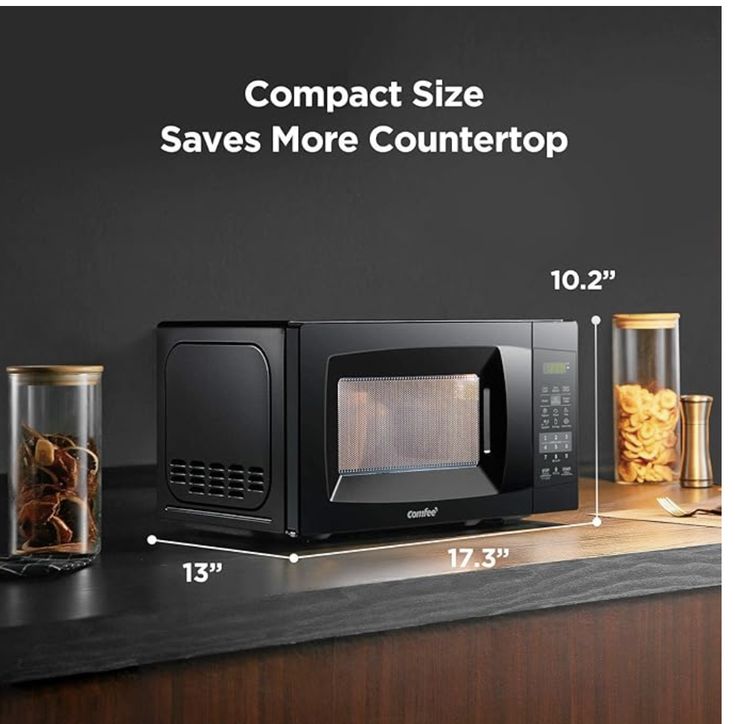 Compact Size
Saves More Countertop
10.2”
comfee’
13”
17.3”